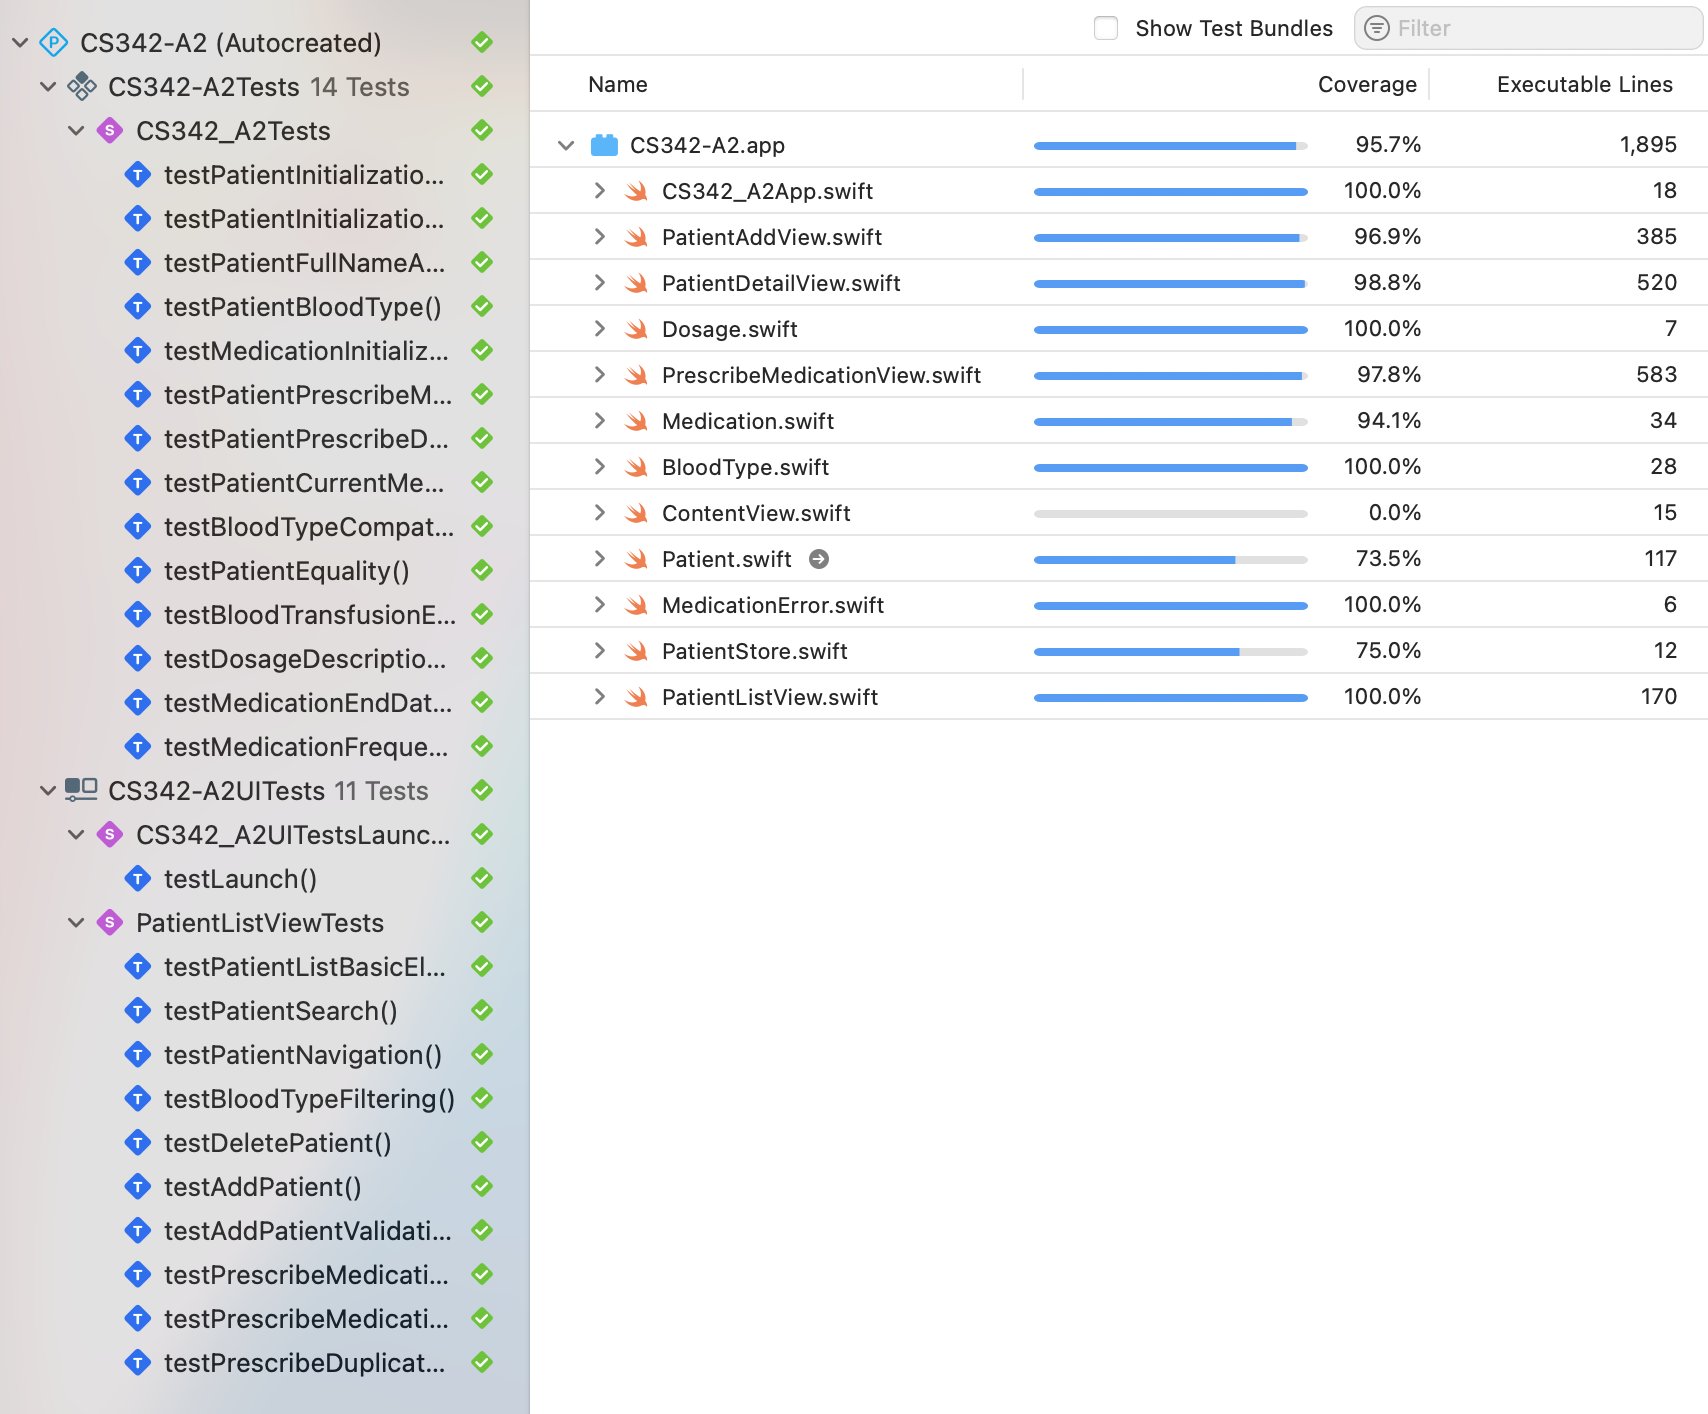 CS342-A2 (Autocreated)
CS342-A2Tests 14 Tests
S CS342_A2Tests
T testPatientInitializatio...
T testPatientInitializatio...
T testPatientFullNameA...
T testPatientBloodType()
T testMedicationInitializ...
T testPatientPrescribeM...
T testPatientPrescribeD...
T testPatientCurrentMe...
T testBloodTypeCompat...
T testPatientEquality()
T testBloodTransfusionE...
T testDosageDescriptio...
T testMedicationEndDat...
T testMedicationFreque...
CS342-A2UITests 11 Tests
S CS342_A2UITestsLaunc...
T testLaunch()
S PatientListViewTests
T testPatientListBasicEl...
T testPatientSearch()
T testPatientNavigation()
T testBloodTypeFiltering()
T testDeletePatient()
T testAddPatient()
T testAddPatientValidati...
T testPrescribeMedicati...
T testPrescribeMedicati...
T testPrescribeDuplicat...
Show Test Bundles Filter
Name Coverage Executable Lines
CS342-A2.app 95.7% 1,895
CS342_A2App.swift 100.0% 18
PatientAddView.swift 96.9% 385
PatientDetailView.swift 98.8% 520
Dosage.swift 100.0% 7
PrescribeMedicationView.swift 97.8% 583
Medication.swift 94.1% 34
BloodType.swift 100.0% 28
ContentView.swift 0.0% 15
Patient.swift 73.5% 117
MedicationError.swift 100.0% 6
PatientStore.swift 75.0% 12
PatientListView.swift 100.0% 170